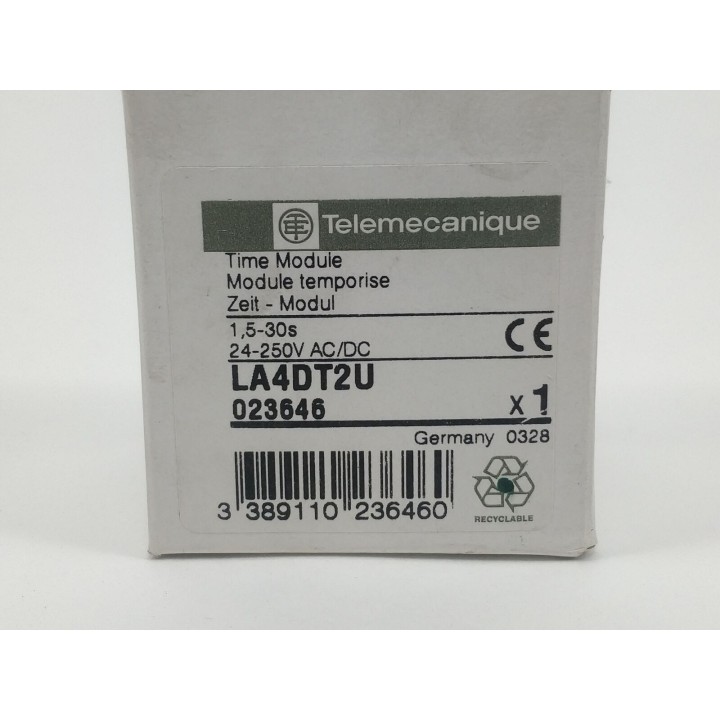 Telemecanique
Time Module
Module temporise
Zeit - Modul
1,5-30s
24-250V AC/DC
CE
LA4DT2U
023646
x 1
Germany 0328
3 389110 236460
RECYCLABLE